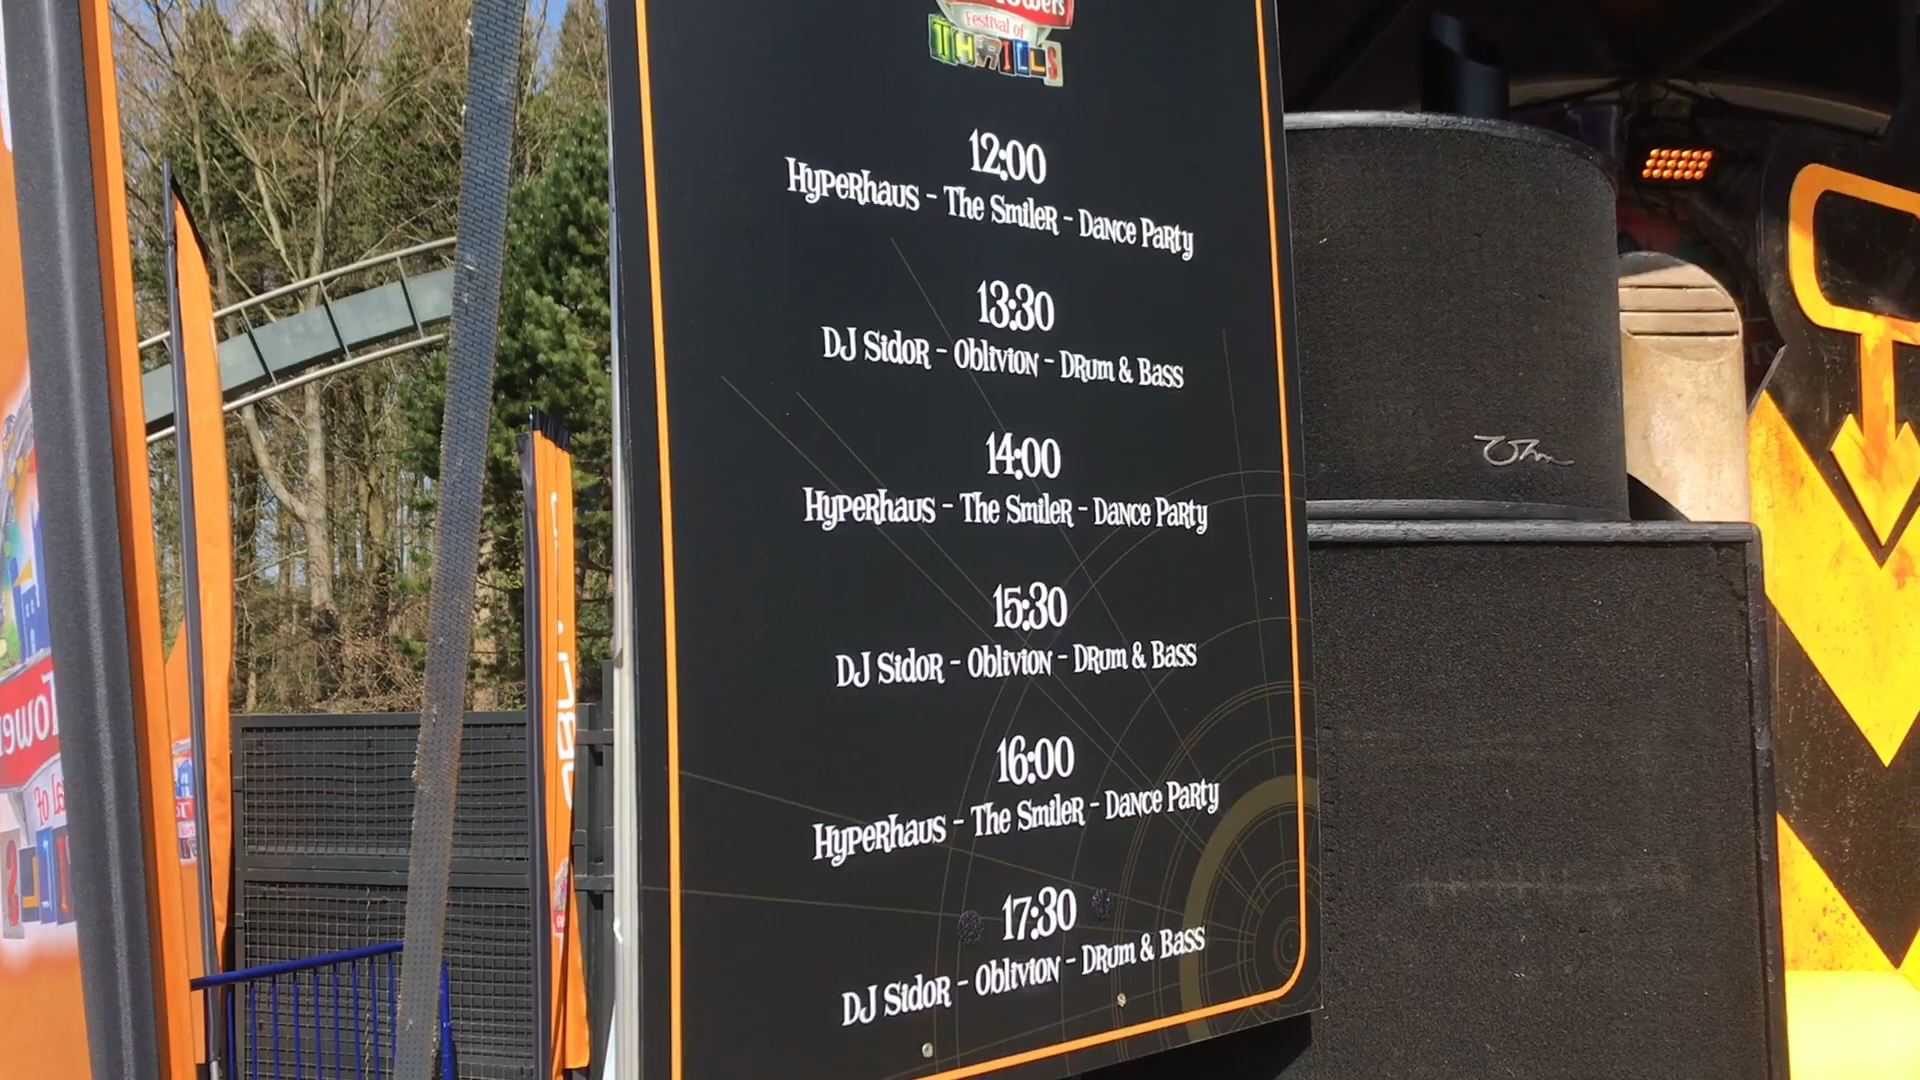 Towers
Festival of
THRILLS
12:00
Hyperhaus - The Smiler - Dance Party
13:30
DJ Sidor - Oblivion - Drum & Bass
14:00
Hyperhaus - The Smiler - Dance Party
15:30
DJ Sidor - Oblivion - Drum & Bass
16:00
Hyperhaus - The Smiler - Dance Party
17:30
DJ Sidor - Oblivion - Drum & Bass
Ohm